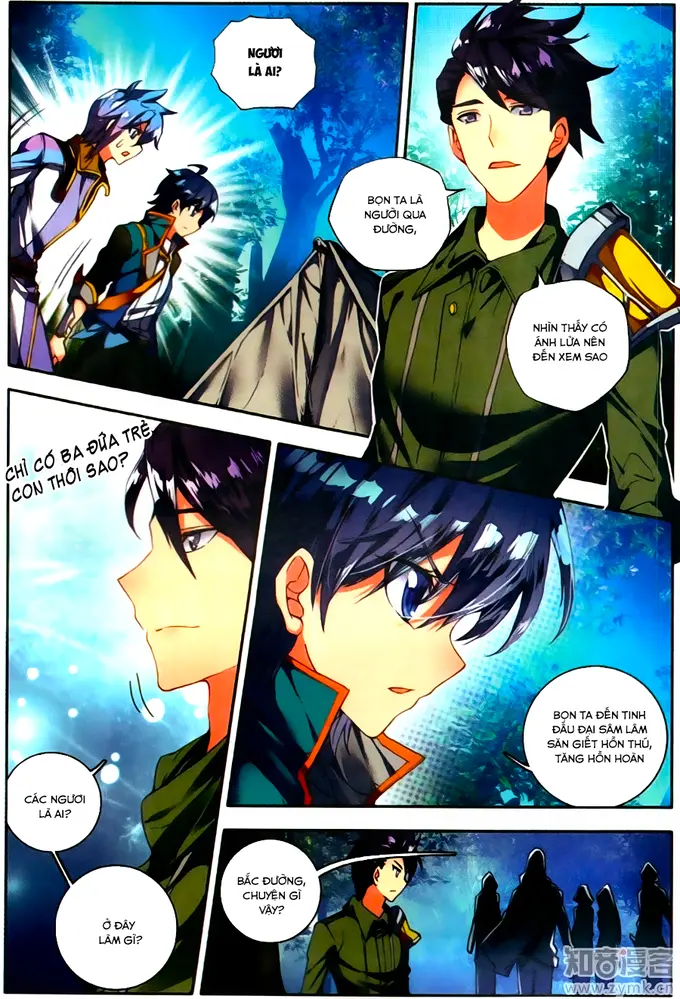 NGƯƠI
LÀ AI?
BỌN TA LÀ
NGƯỜI QUA
ĐƯỜNG,
NHÌN THẤY CÓ
ÁNH LỬA NÊN
ĐẾN XEM SAO
CHỈ CÓ BA ĐỨA TRẺ
CON THÔI SAO?
CÁC NGƯƠI
LÀ AI?
Ở ĐÂY
LÀM GÌ?
BỌN TA ĐẾN TINH
ĐẤU ĐẠI SÂM LÂM
SĂN GIẾT HỒN THÚ,
TĂNG HỒN HOÀN
BẮC ĐƯỜNG,
CHUYỆN GÌ
VẬY?
知音漫客
www.zymk.cn